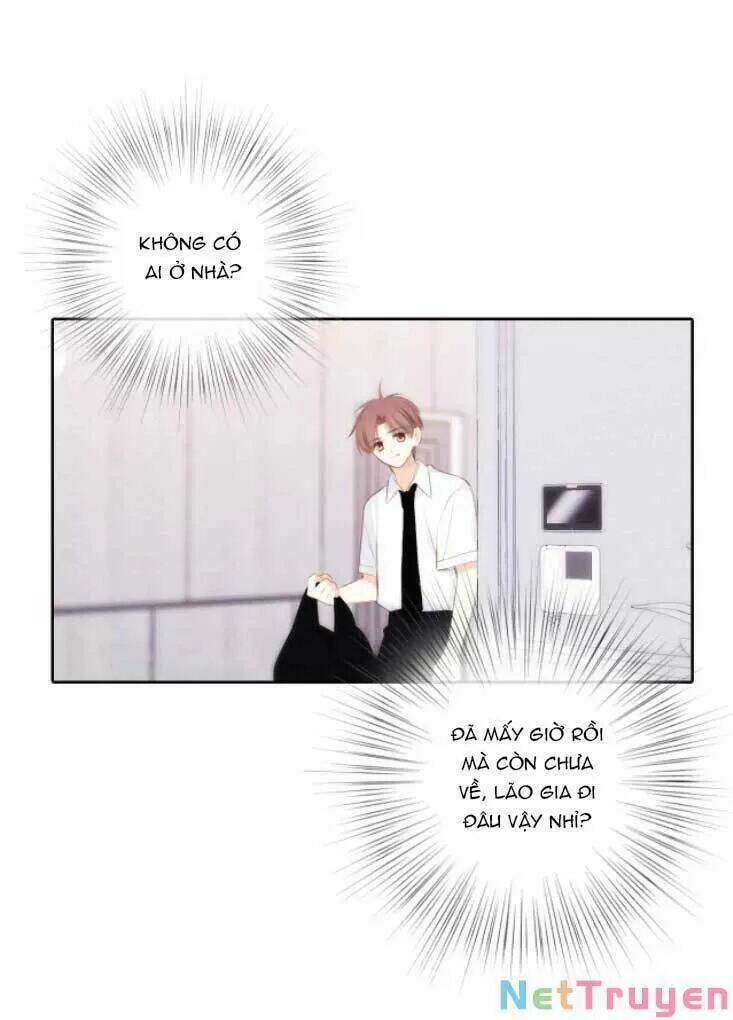 KHÔNG CÓ
AI Ở NHÀ?
ĐÃ MẤY GIỜ RỒI
MÀ CÒN CHƯA
VỀ, LÃO GIA ĐI
ĐÂU VẬY NHỈ?
NetTruyen